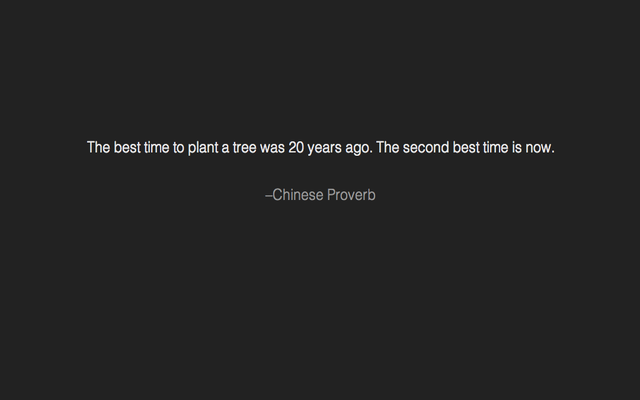 The best time to plant a tree was 20 years ago. The second best time is now.
–Chinese Proverb